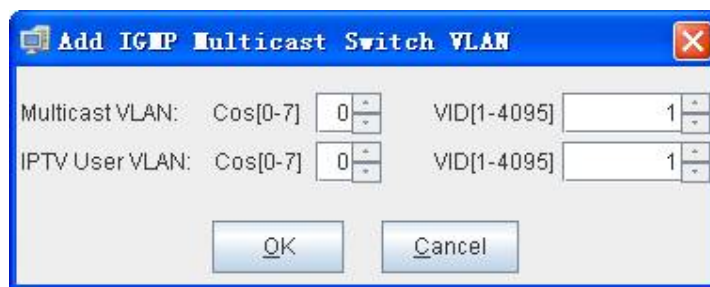 Add IGMP Multicast Switch VLAN
Multicast VLAN: Cos[0-7] 0 VID[1-4095] 1
IPTV User VLAN: Cos[0-7] 0 VID[1-4095] 1
OK Cancel